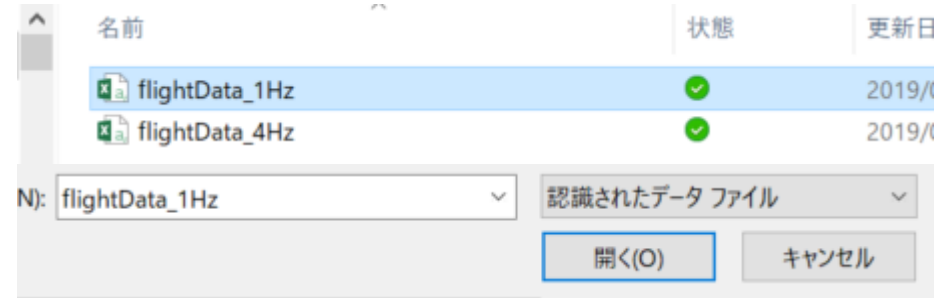 名前 状態 更新日
flightData_1Hz 2019/0
flightData_4Hz 2019/0
N): flightData_1Hz 認識されたデータ ファイル
開く(O) キャンセル